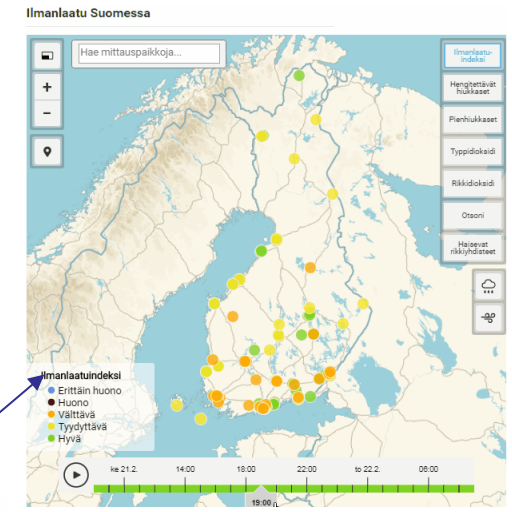 Ilmanlaatu Suomessa
Hae mittauspaikkoja...
Ilmanlaatu-
indeksi
Hengitettävät
hiukkaset
Pienhiukkaset
Typpidioksidi
Rikkidioksidi
Otsoni
Haisevat
rikkiyhdisteet
+
−
Ilmanlaatuindeksi
Erittäin huono
Huono
Välttävä
Tyydyttävä
Hyvä
ke 21.2. 14:00 18:00 22:00 to 22.2. 06:00
19:00